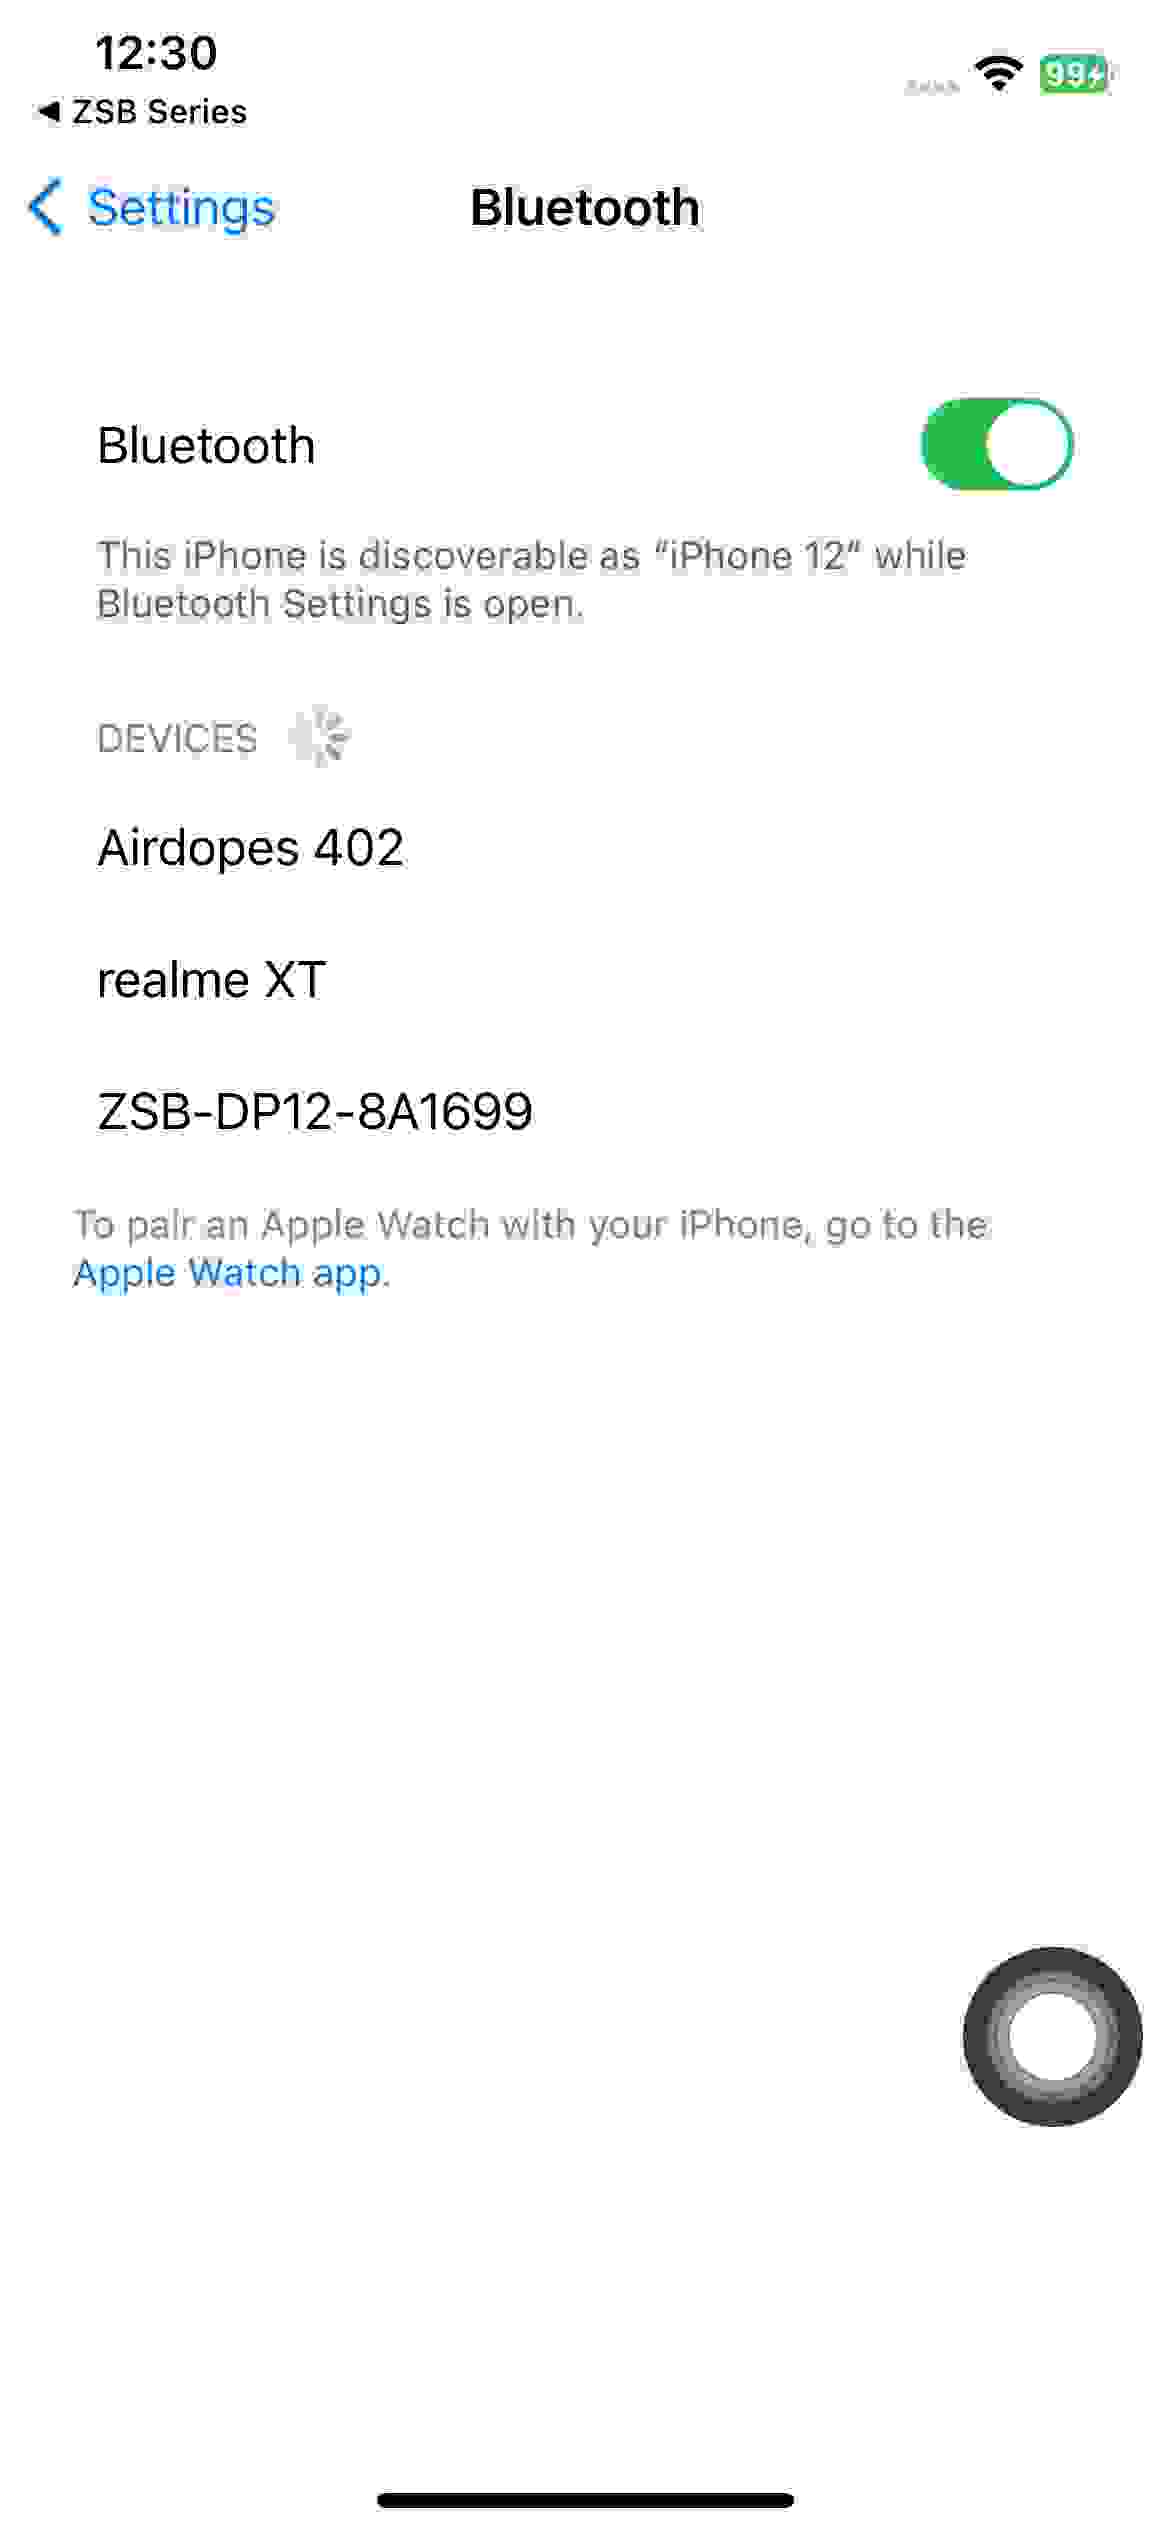 12:30
99
◀ ZSB Series
Settings
Bluetooth
Bluetooth
This iPhone is discoverable as “iPhone 12” while
Bluetooth Settings is open.
DEVICES
Airdopes 402
realme XT
ZSB-DP12-8A1699
To pair an Apple Watch with your iPhone, go to the
Apple Watch app.